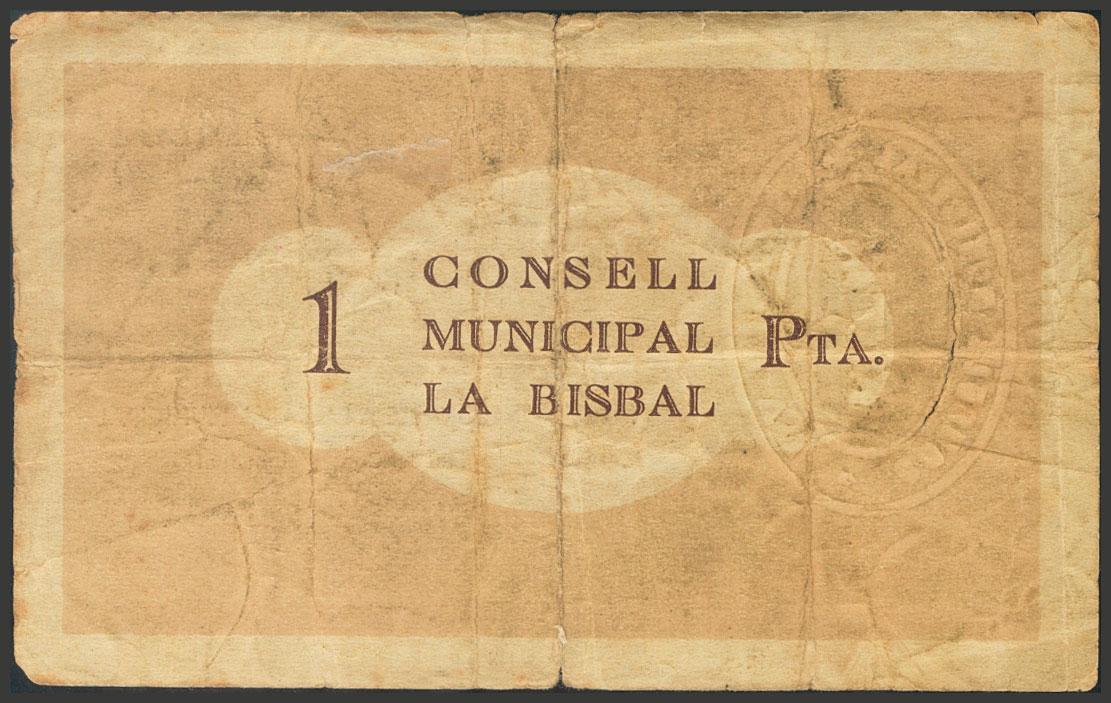 1
CONSELL
MUNICIPAL
LA BISBAL
PTA.